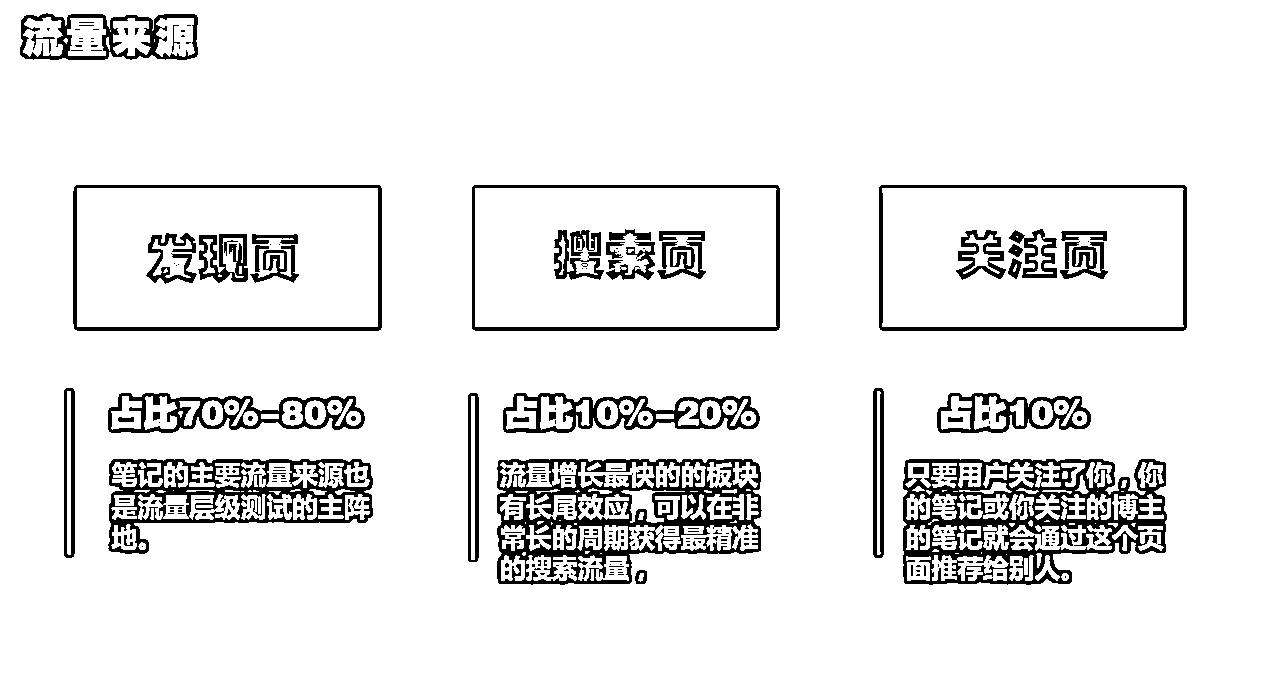 流量来源
发现页
搜索页
关注页
占比70%-80%
笔记的主要流量来源也
是流量层级测试的主阵
地。
占比10%-20%
流量增长最快的的板块
有长尾效应，可以在非
常长的周期获得最精准
的搜索流量，
占比10%
只要用户关注了你，你
的笔记或你关注的博主
的笔记就会通过这个页
面推荐给别人。